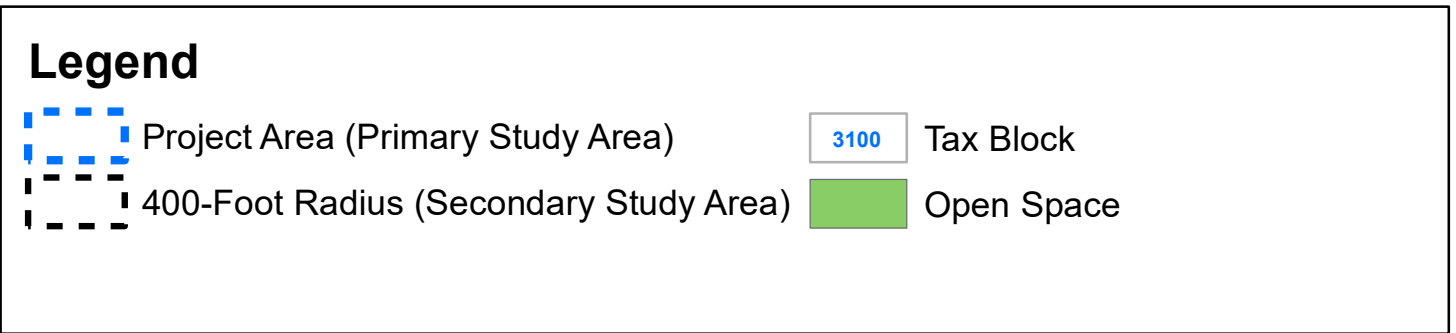 Legend
Project Area (Primary Study Area)
400-Foot Radius (Secondary Study Area)
3100 Tax Block
Open Space